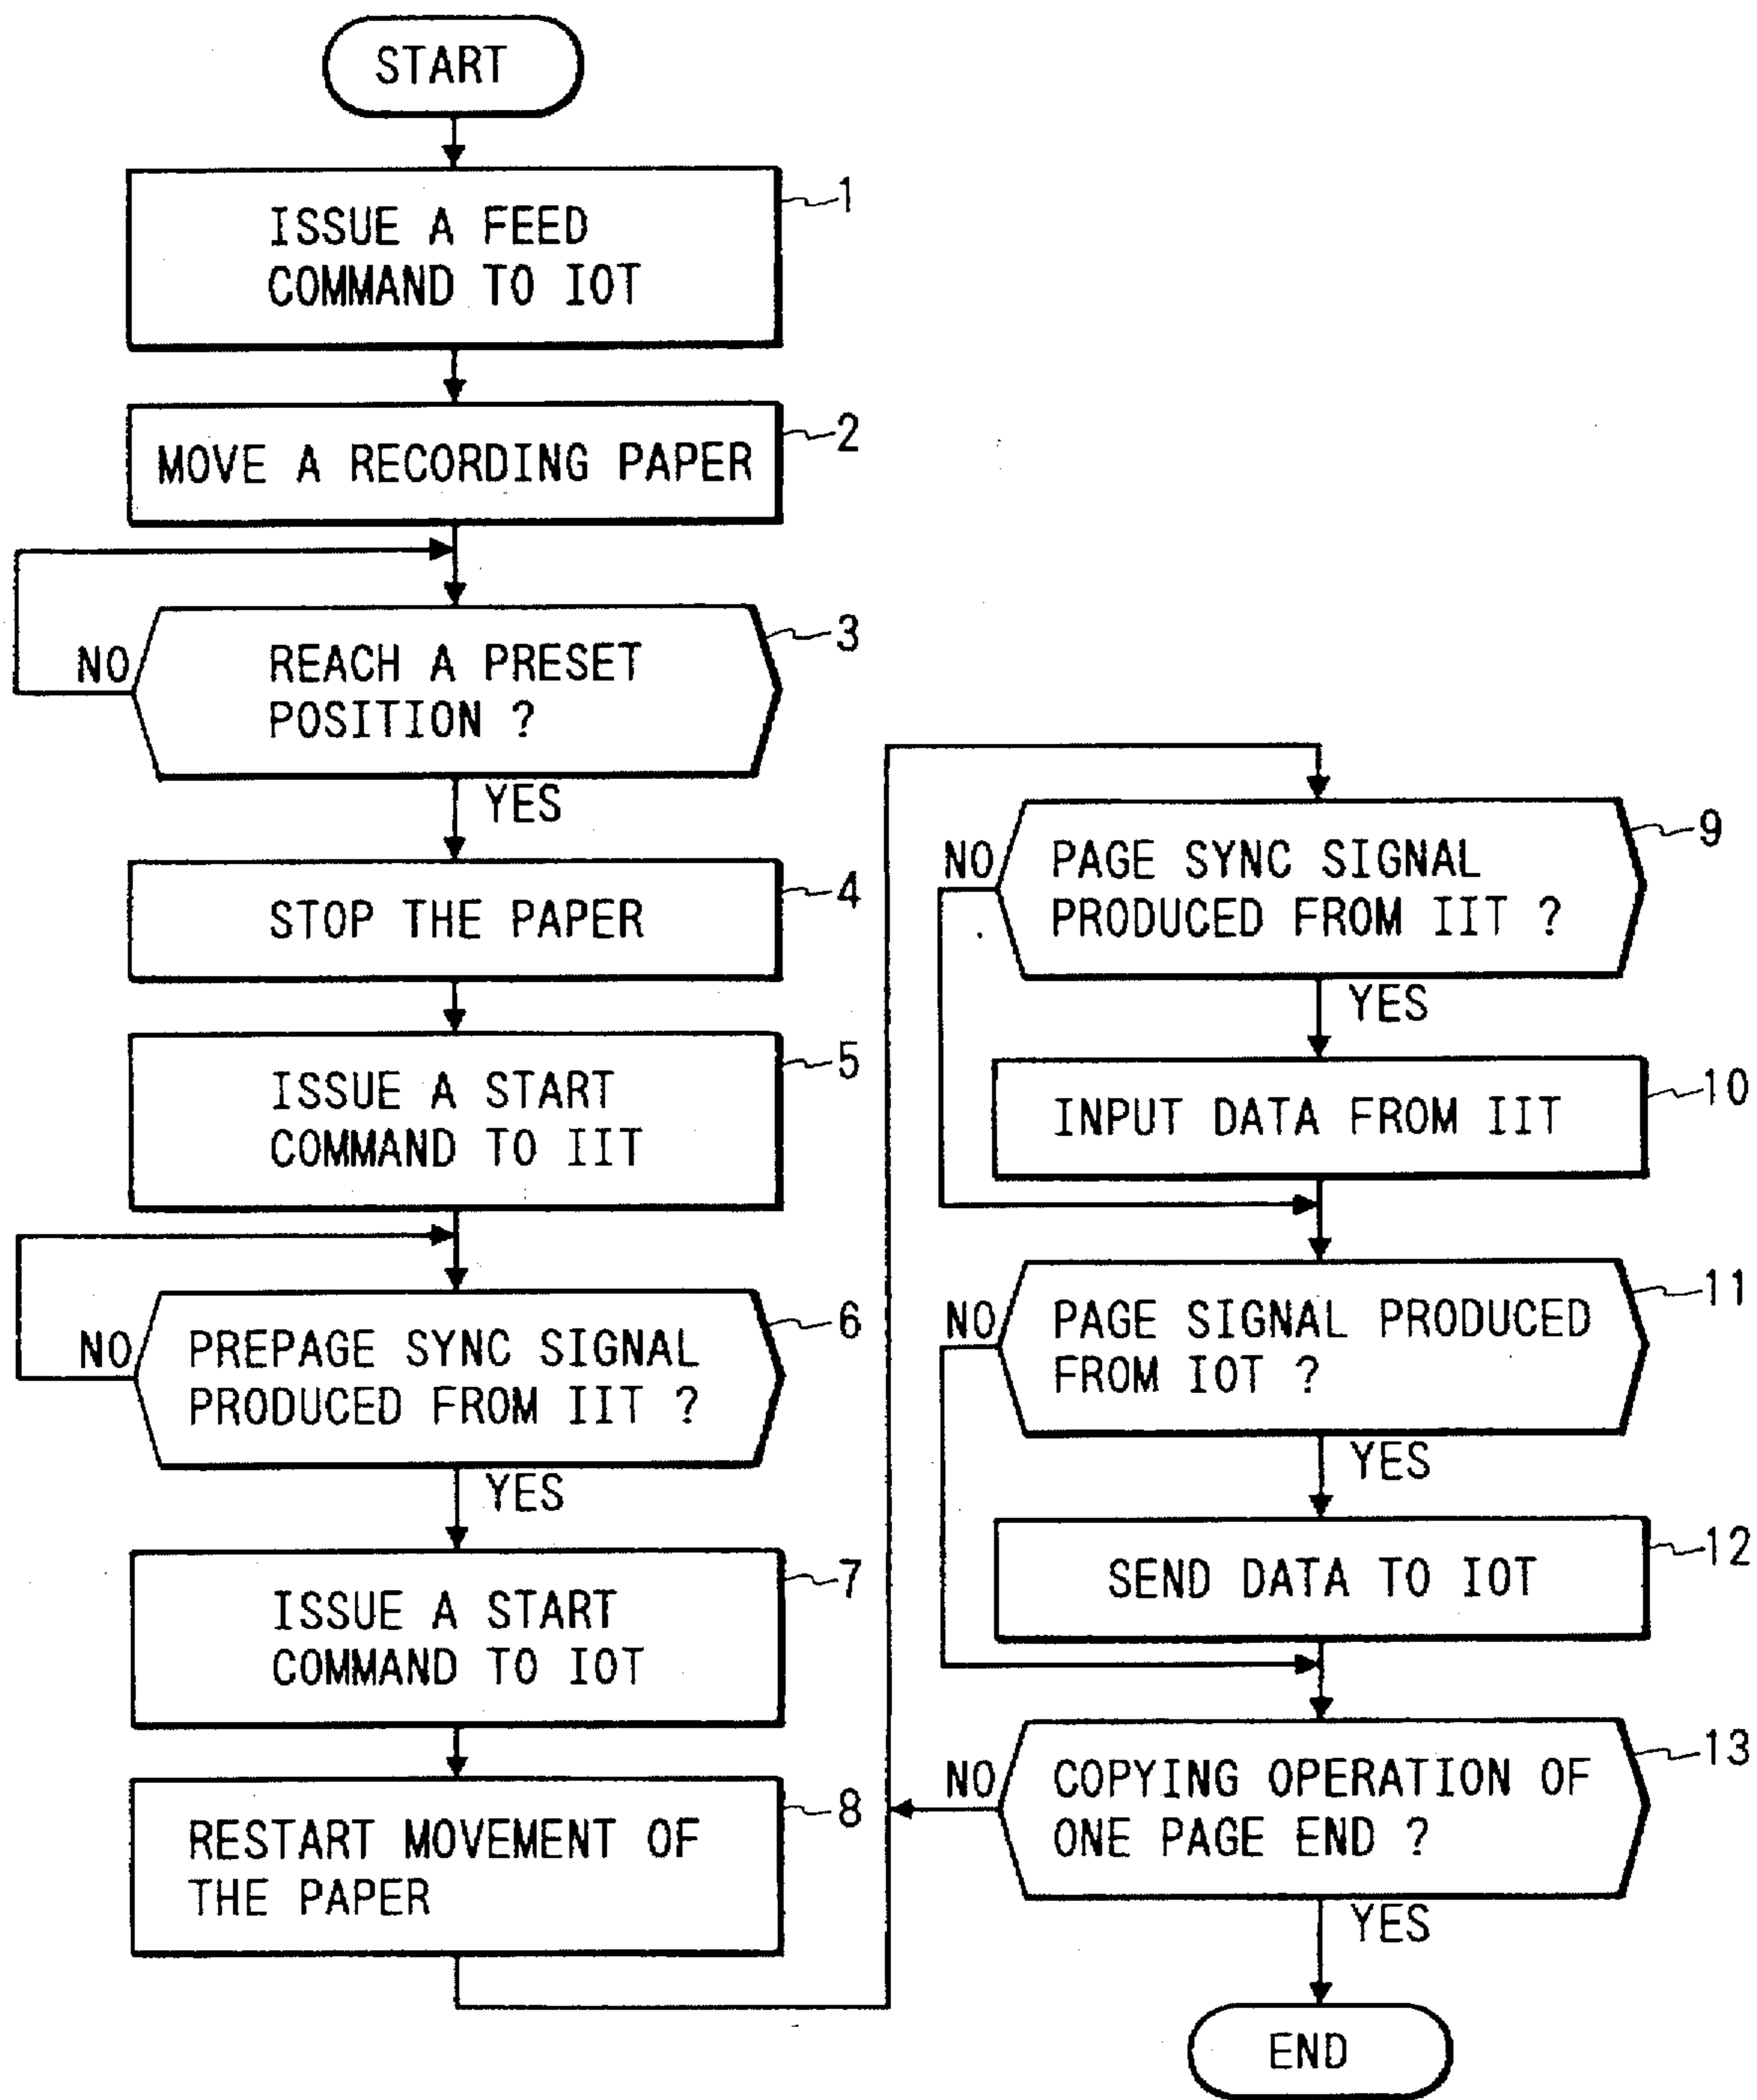 START
1
ISSUE A FEED
COMMAND TO IOT
2
MOVE A RECORDING PAPER
3
NO
REACH A PRESET
POSITION ?
YES
4
STOP THE PAPER
5
ISSUE A START
COMMAND TO IIT
6
NO
PREPAGE SYNC SIGNAL
PRODUCED FROM IIT ?
YES
7
ISSUE A START
COMMAND TO IOT
8
RESTART MOVEMENT OF
THE PAPER
9
NO
PAGE SYNC SIGNAL
PRODUCED FROM IIT ?
YES
10
INPUT DATA FROM IIT
11
NO
PAGE SIGNAL PRODUCED
FROM IOT ?
YES
12
SEND DATA TO IOT
13
NO
COPYING OPERATION OF
ONE PAGE END ?
YES
END